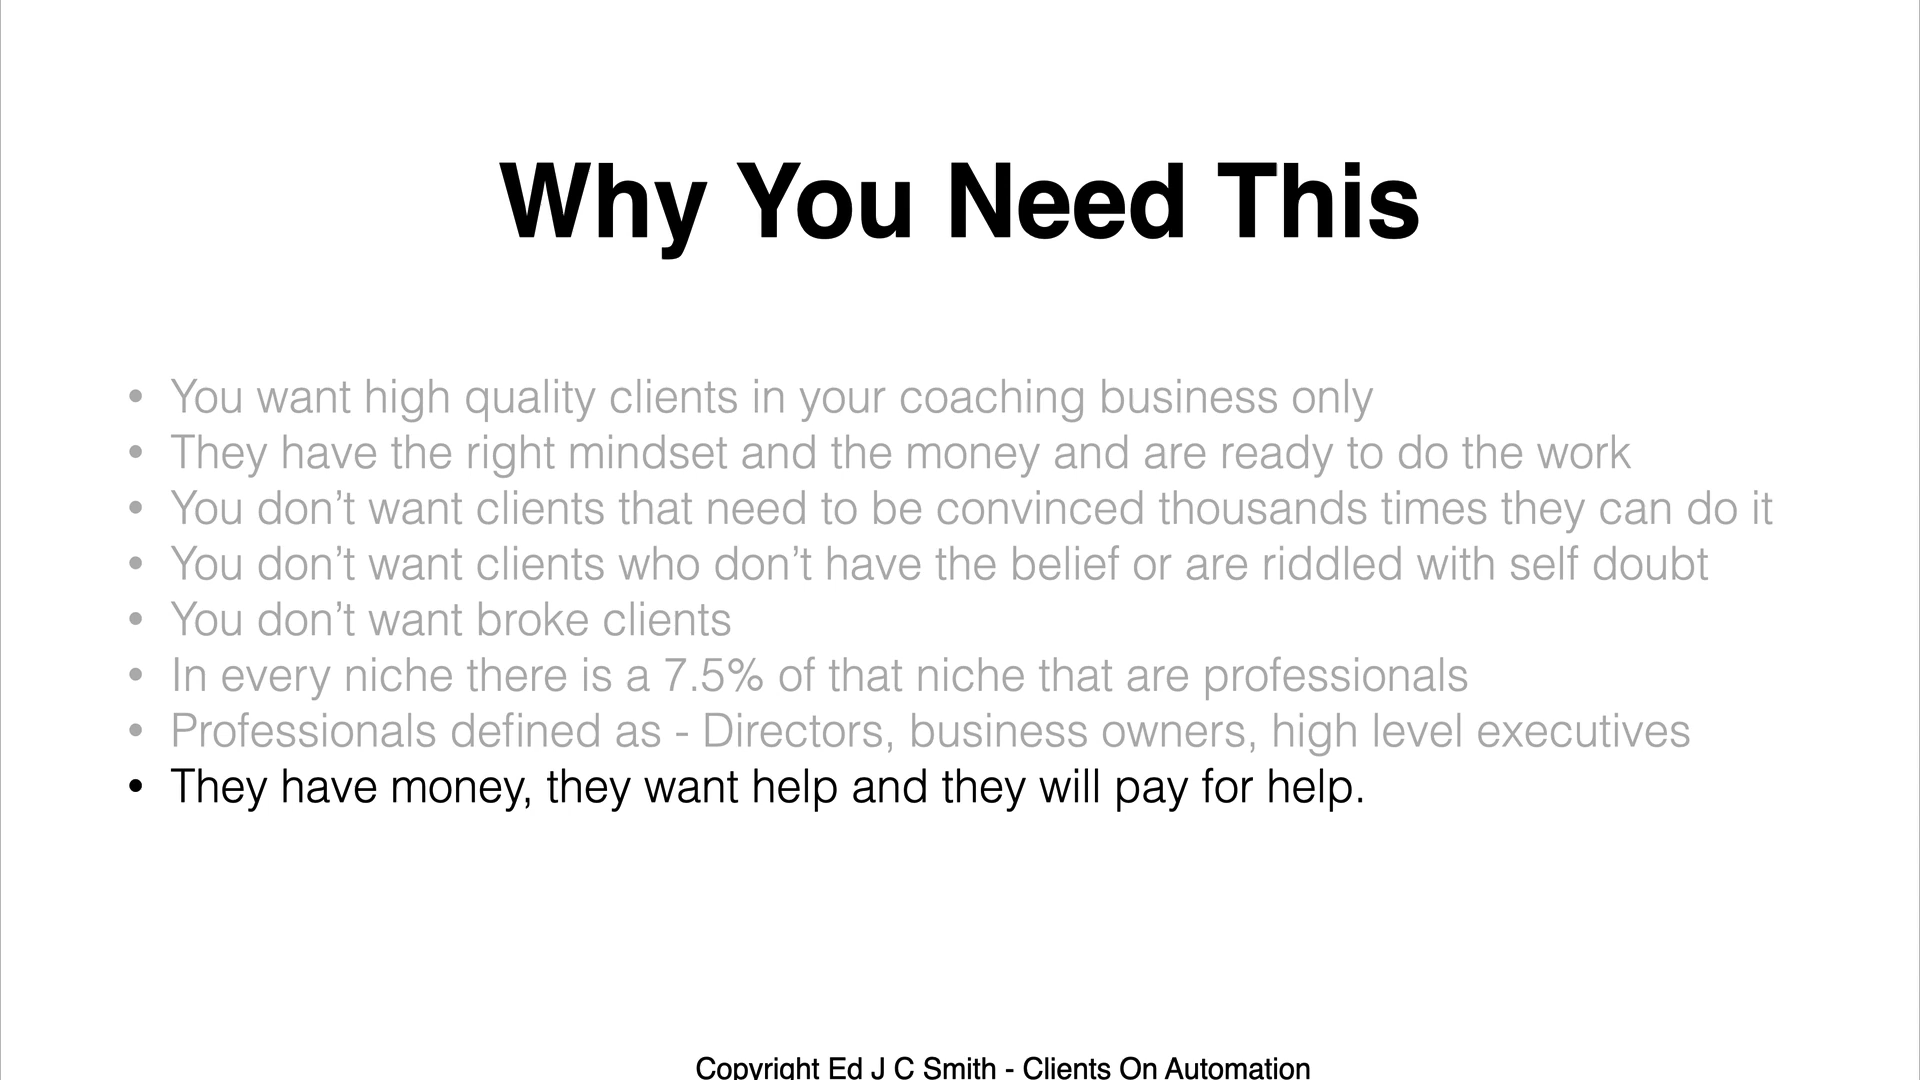 Why You Need This
• You want high quality clients in your coaching business only
• They have the right mindset and the money and are ready to do the work
• You don’t want clients that need to be convinced thousands times they can do it
• You don’t want clients who don’t have the belief or are riddled with self doubt
• You don’t want broke clients
• In every niche there is a 7.5% of that niche that are professionals
• Professionals defined as - Directors, business owners, high level executives
• They have money, they want help and they will pay for help.
Copyright Ed J C Smith - Clients On Automation